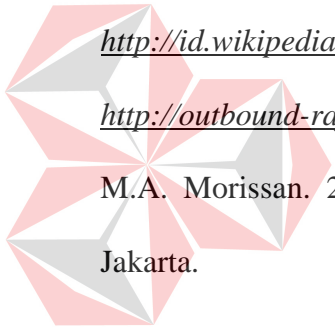 http://id.wikipedia
http://outbound-ra
M.A. Morissan. 2
Jakarta.